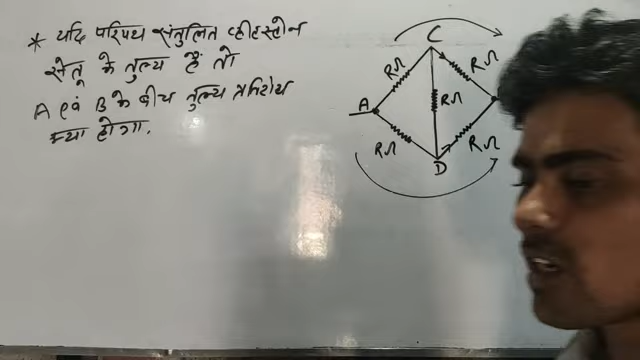 * यदि परिपथ संतुलित व्हीटस्टोन
सेतू के तुल्य हैं तो
A एवं B के बीच तुल्य प्रतिरोध
क्या होगा.
C
RΩ
RΩ
A
RΩ
RΩ
RΩ
D